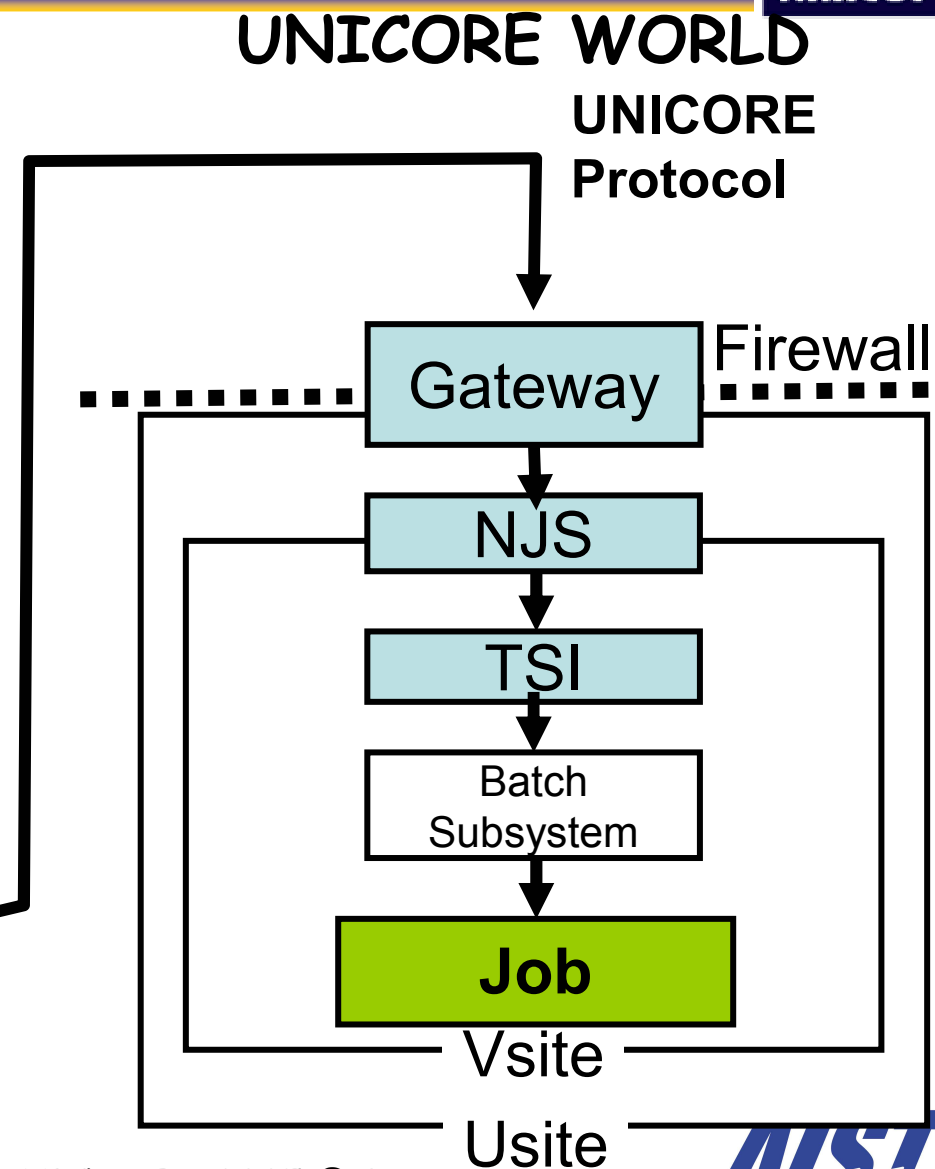 UNICORE WORLD
UNICORE
Protocol
Firewall
Gateway
NJS
TSI
Batch
Subsystem
Job
Vsite
Usite